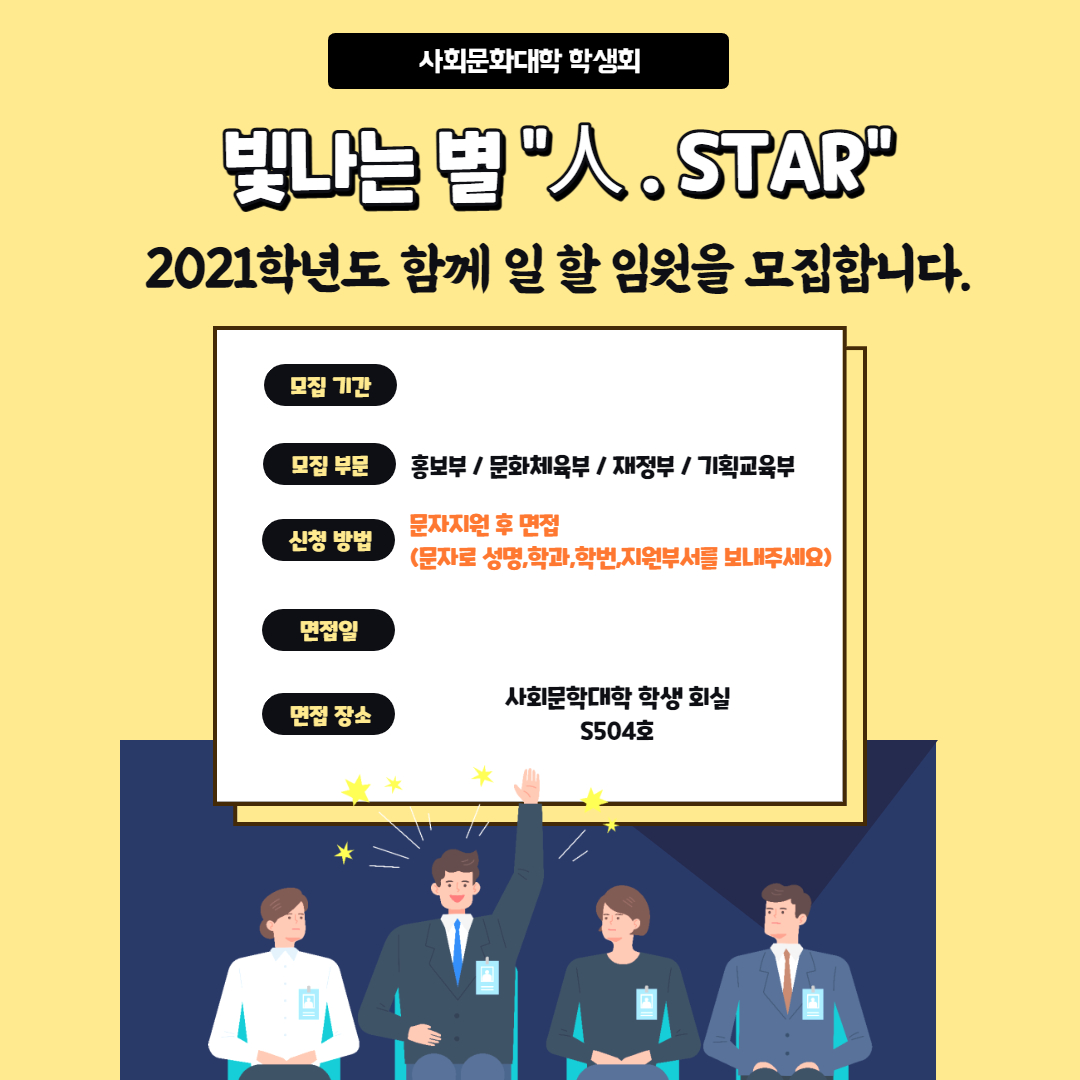 사회문화대학 학생회
빛나는 별 "人 . STAR"
2021학년도 함께 일 할 임원을 모집합니다.
모집 기간
모집 부문 홍보부 / 문화체육부 / 재정부 / 기획교육부
신청 방법 문자지원 후 면접
(문자로 성명,학과,학번,지원부서를 보내주세요)
면접일
면접 장소 사회문학대학 학생 회실
S504호